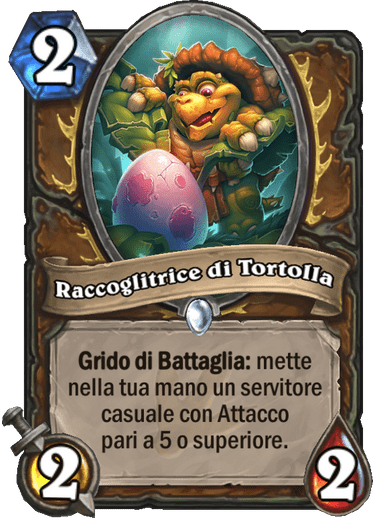 2
Raccoglitrice di Tortolla
Grido di Battaglia: mette
nella tua mano un servitore
casuale con Attacco
pari a 5 o superiore.
2
2